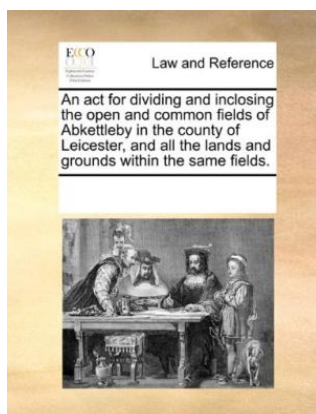 ECCO
Law and Reference
An act for dividing and inclosing
the open and common fields of
Abkettleby in the county of
Leicester, and all the lands and
grounds within the same fields.